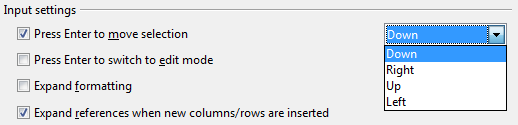 Input settings
Press Enter to move selection Down
Down
Press Enter to switch to edit mode
Right
Expand formatting
Up
Left
Expand references when new columns/rows are inserted